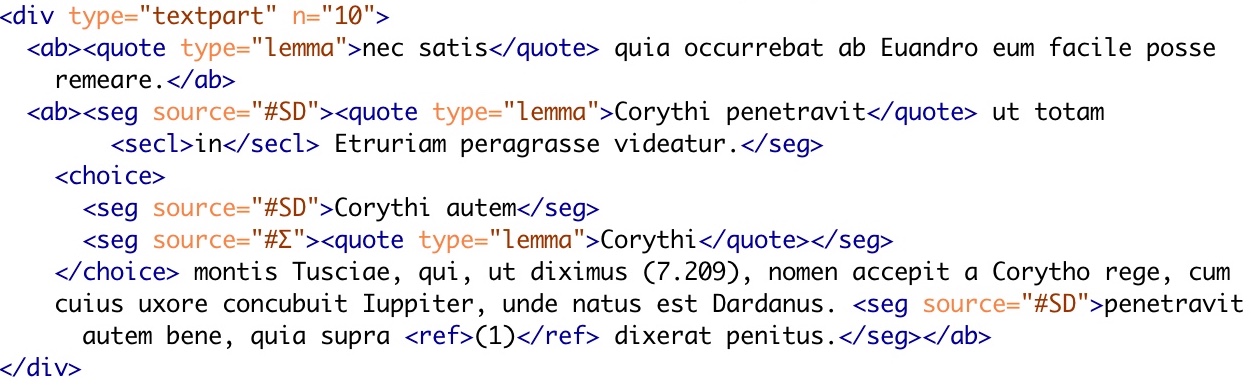 <div type="textpart" n="10">
<ab><quote type="lemma">nec satis</quote> quia occurrebat ab Euandro eum facile posse
remeare.</ab>
<ab><seg source="#SD"><quote type="lemma">Corythi penetravit</quote> ut totam
<secl>in</secl> Etruriam peragrasse videatur.</seg>
<choice>
<seg source="#SD">Corythi autem</seg>
<seg source="#Σ"><quote type="lemma">Corythi</quote></seg>
</choice> montis Tusciae, qui, ut diximus (7.209), nomen accepit a Corytho rege, cum
cuius uxore concubuit Iuppiter, unde natus est Dardanus. <seg source="#SD">penetravit
autem bene, quia supra <ref>(1)</ref> dixerat penitus.</seg></ab>
</div>